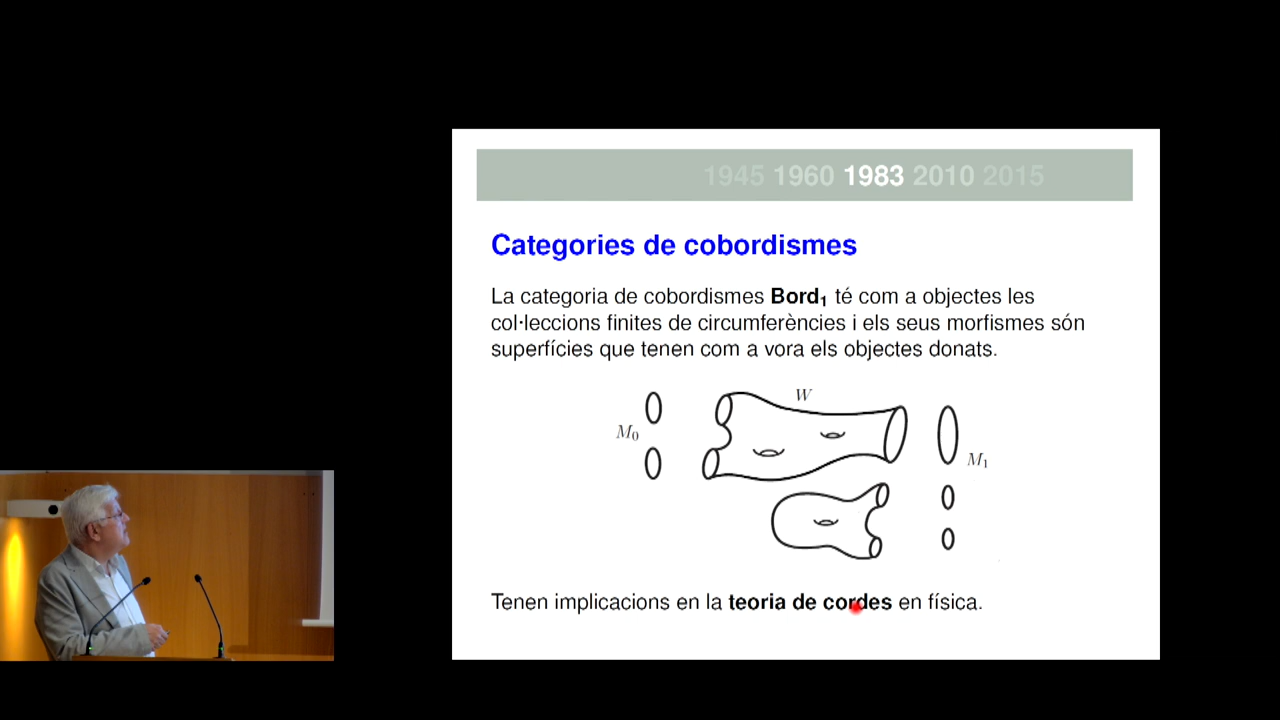 1945 1960 1983 2010 2015
Categories de cobordismes
La categoria de cobordismes Bord₁ té com a objectes les
col·leccions finites de circumferències i els seus morfismes són
superfícies que tenen com a vora els objectes donats.
W
M₀
M₁
Tenen implicacions en la teoria de cordes en física.